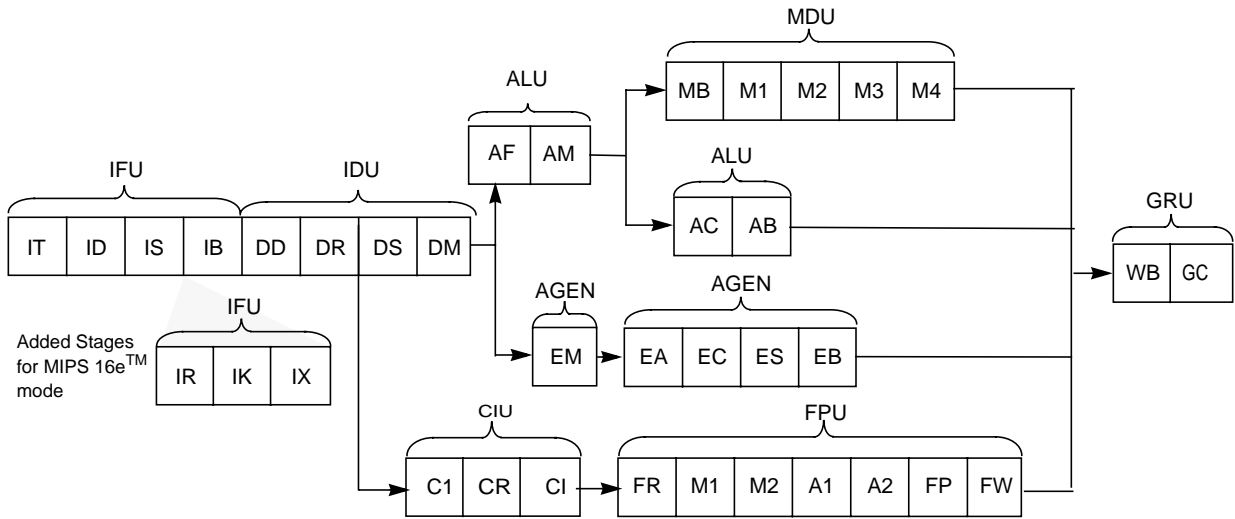 MDU
MB M1 M2 M3 M4
ALU
AF AM
ALU
AC AB
IFU
IT ID IS IB
IDU
DD DR DS DM
GRU
WB GC
AGEN
EM
AGEN
EA EC ES EB
IFU
IR IK IX
Added Stages
for MIPS 16e™
mode
CIU
C1 CR CI
FPU
FR M1 M2 A1 A2 FP FW